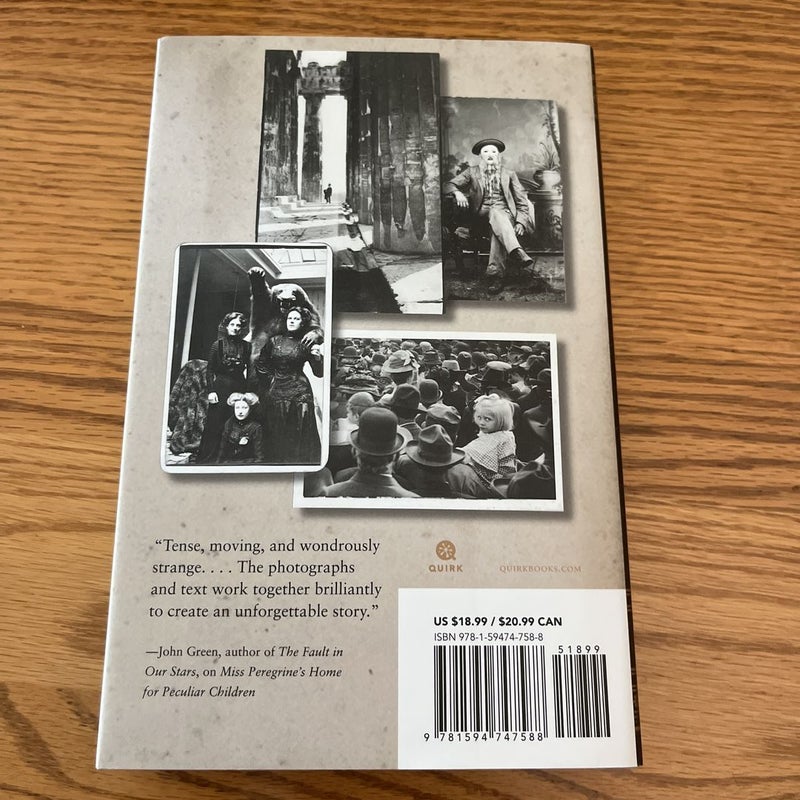 “Tense, moving, and wondrously
strange. . . . The photographs
and text work together brilliantly
to create an unforgettable story.”
—John Green, author of The Fault in
Our Stars, on Miss Peregrine’s Home
for Peculiar Children
QUIRK
QUIRKBOOKS.COM
US $18.99 / $20.99 CAN
ISBN 978-1-59474-758-8
51899
9 781594 747588